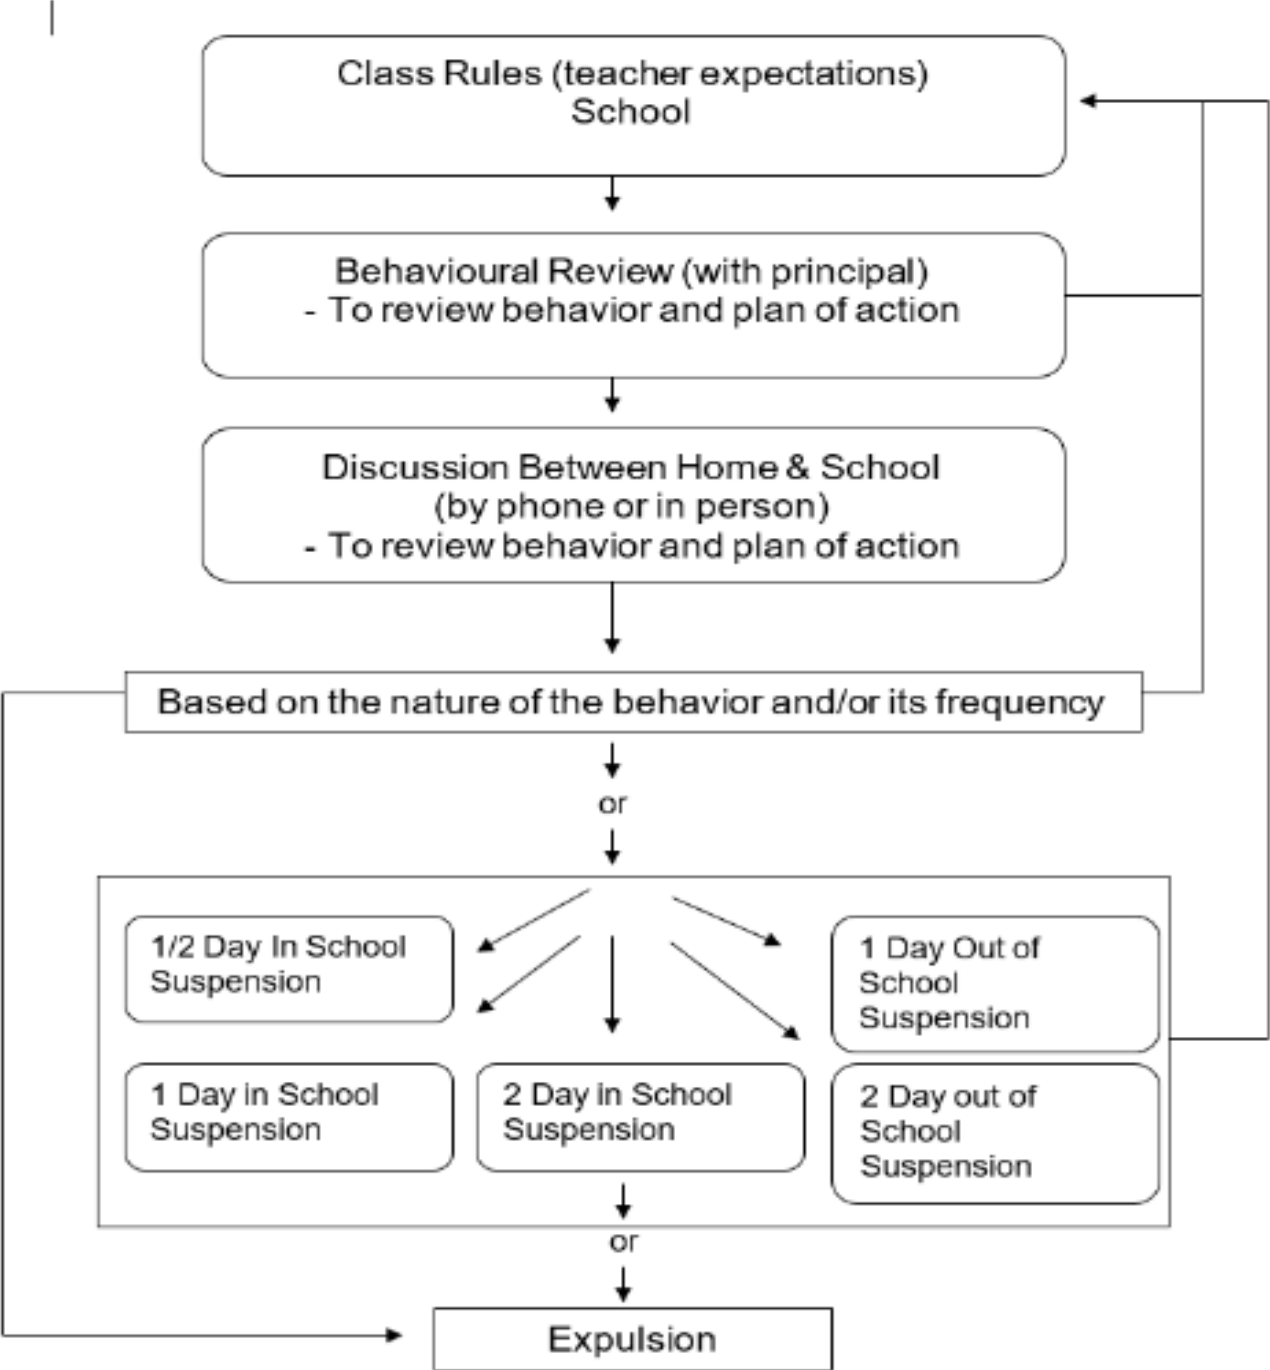 Class Rules (teacher expectations)
School
Behavioural Review (with principal)
- To review behavior and plan of action
Discussion Between Home & School
(by phone or in person)
- To review behavior and plan of action
Based on the nature of the behavior and/or its frequency
or
1/2 Day In School
Suspension
1 Day Out of
School
Suspension
1 Day in School
Suspension
2 Day in School
Suspension
2 Day out of
School
Suspension
or
Expulsion